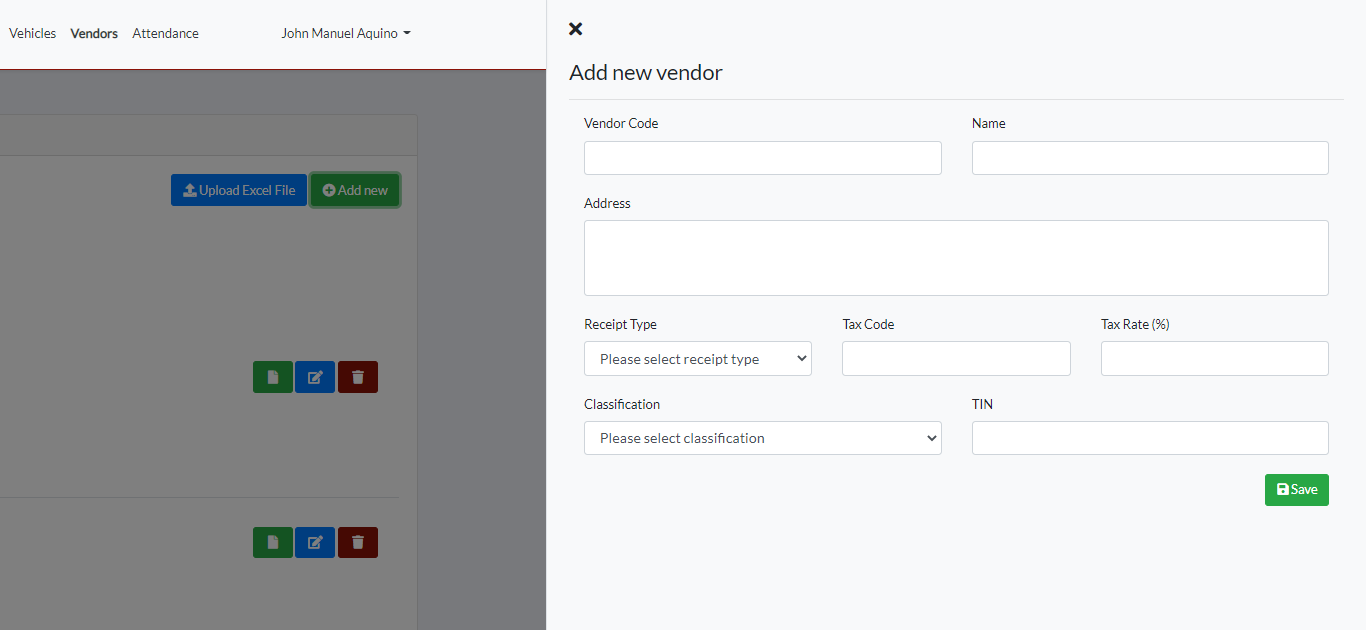 Vehicles Vendors Attendance John Manuel Aquino
Add new vendor
Vendor Code Name
Address
Receipt Type Tax Code Tax Rate (%)
Please select receipt type
Classification TIN
Please select classification
Save
Upload Excel File Add new